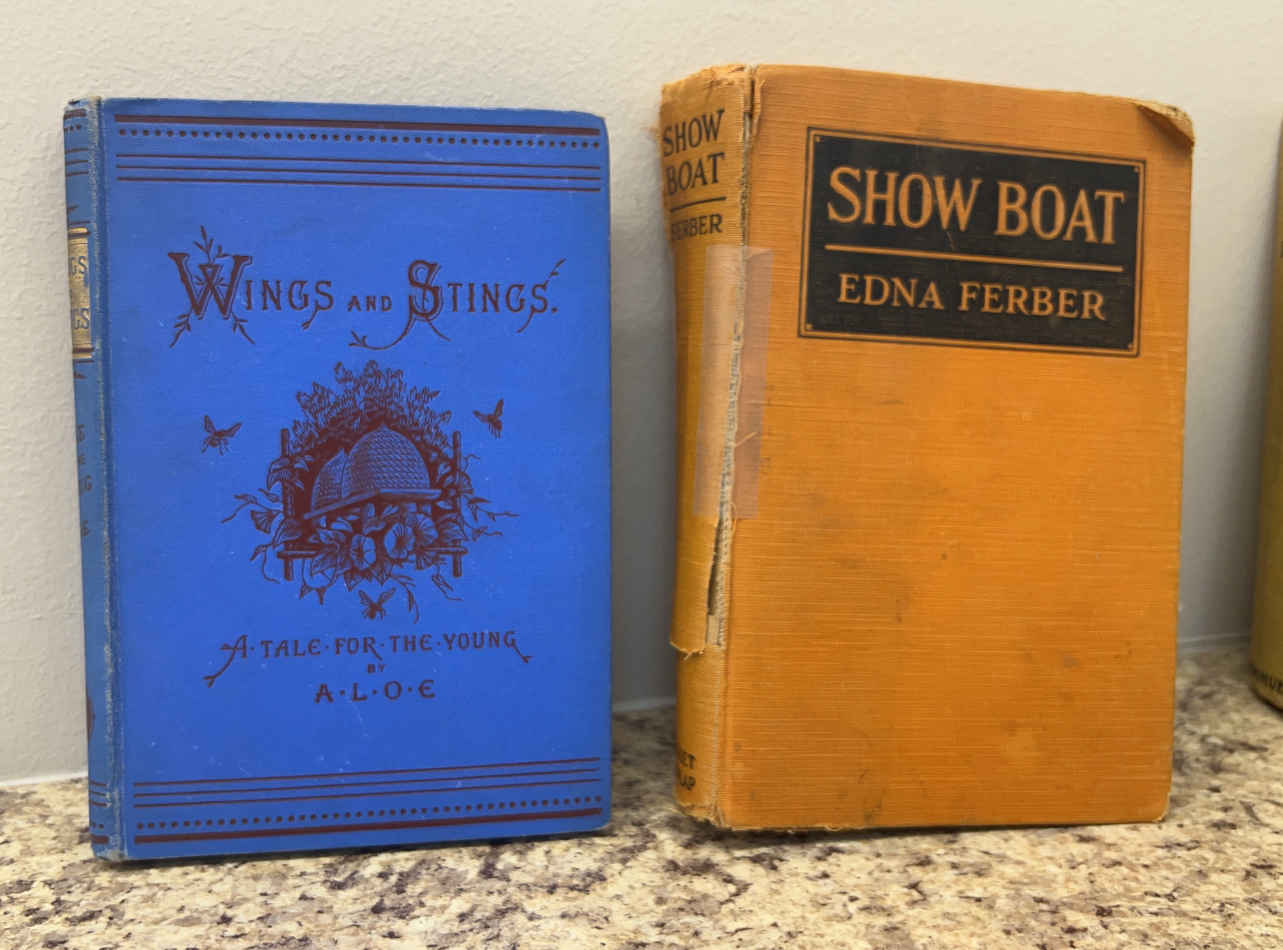 WINGS AND STINGS.
A·TALE·FOR·THE·YOUNG
BY
A·L·O·E
SHOW
BOAT
FERBER
SHOW BOAT
EDNA FERBER